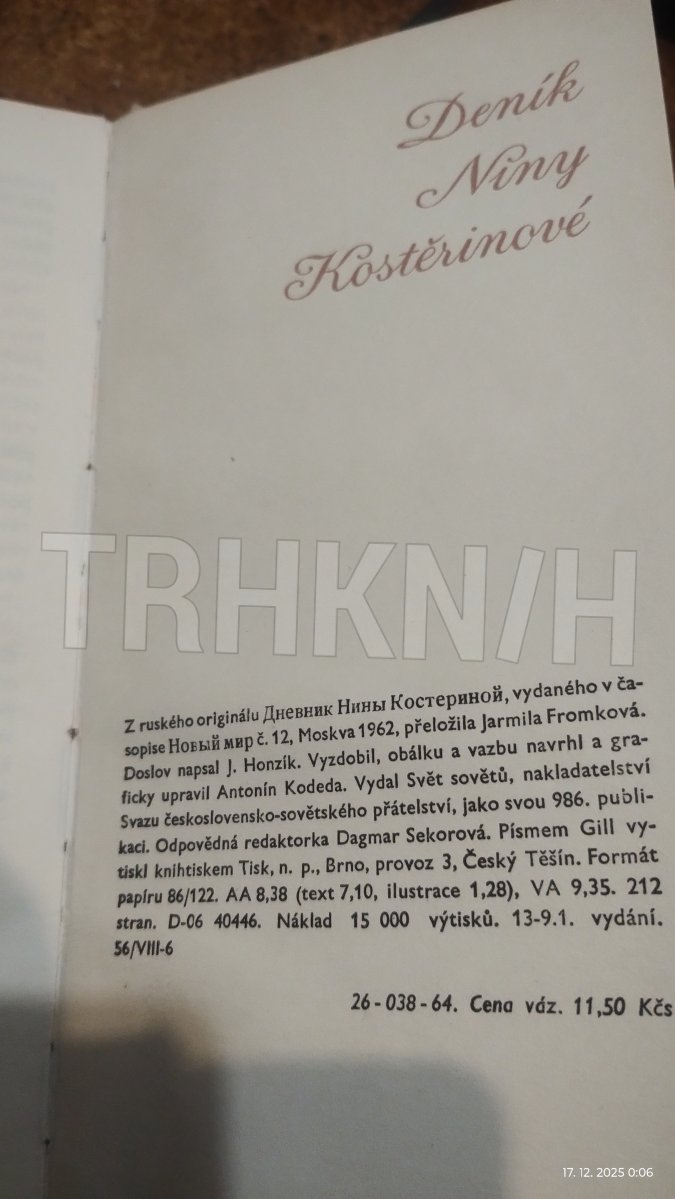 Deník
Niny
Kostěrinové
TRHKN/H
Z ruského originálu Дневник Нины Костериной, vydaného v ča-
sopise Новый мир č. 12, Moskva 1962, přeložila Jarmila Fromková.
Doslov napsal J. Honzík. Vyzdobil, obálku a vazbu navrhl a gra-
ficky upravil Antonín Kodeda. Vydal Svět sovětů, nakladatelství
Svazu československo-sovětského přátelství, jako svou 986. publi-
kaci. Odpovědná redaktorka Dagmar Sekorová. Písmem Gill vy-
tiskl knihtiskem Tisk, n. p., Brno, provoz 3, Český Těšín. Formát
papíru 86/122. AA 8,38 (text 7,10, ilustrace 1,28), VA 9,35. 212
stran. D-06 40446. Náklad 15 000 výtisků. 13-9.1. vydání.
56/VIII-6
26-038-64. Cena váz. 11,50 Kčs
17. 12. 2025 0:06